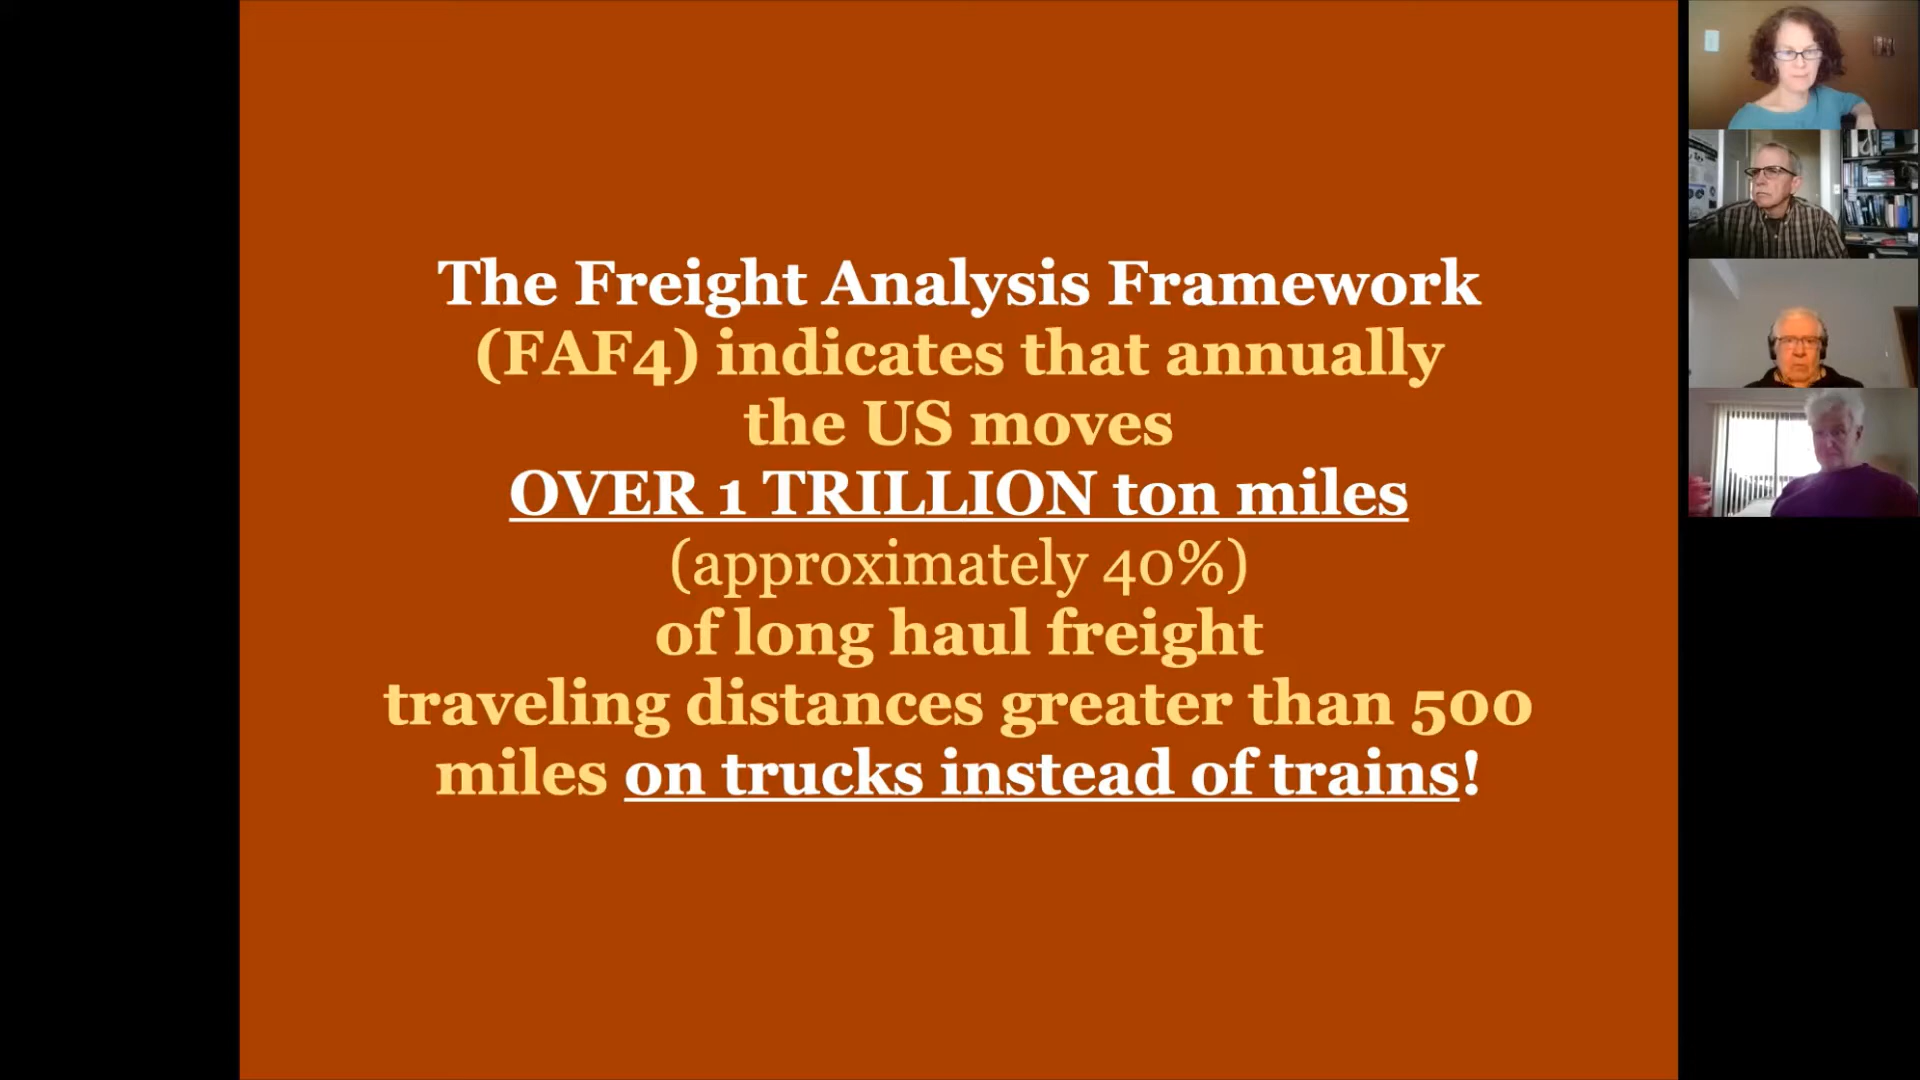 The Freight Analysis Framework
(FAF4) indicates that annually
the US moves
OVER 1 TRILLION ton miles
(approximately 40%)
of long haul freight
traveling distances greater than 500
miles on trucks instead of trains!